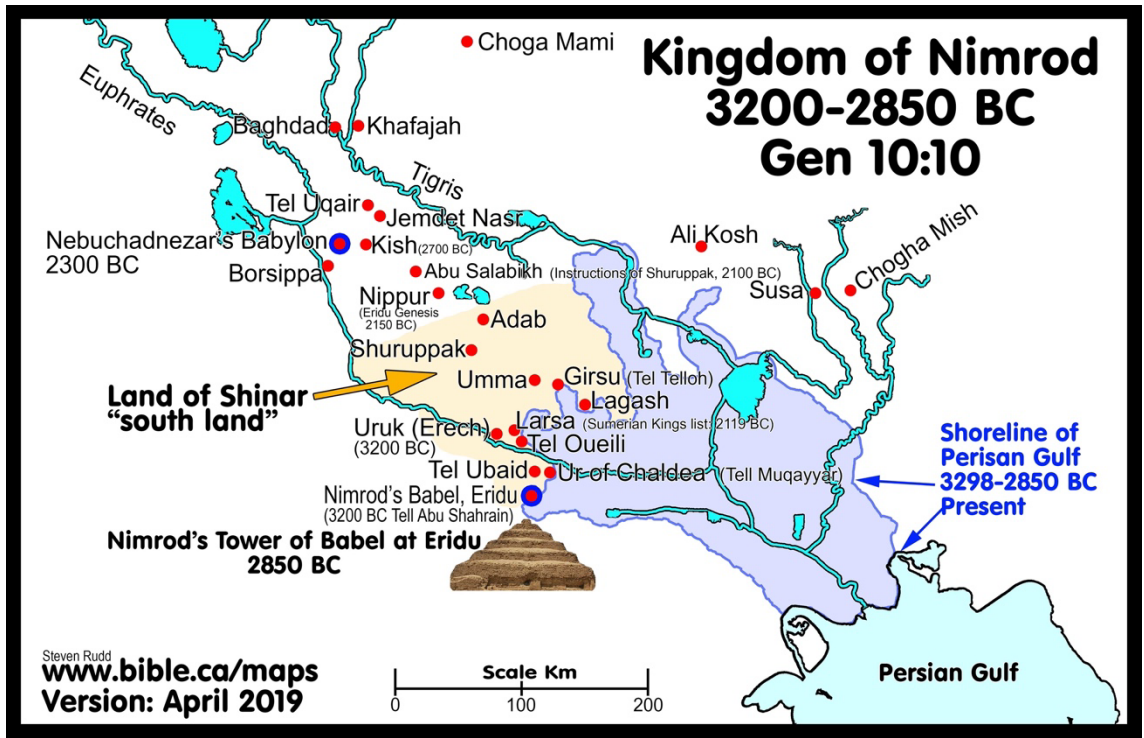 Kingdom of Nimrod
3200-2850 BC
Gen 10:10
Choga Mami
Euphrates
Baghdad
Khafajah
Tigris
Tel Uqair
Jemdet Nasr
Nebuchadnezar's Babylon
2300 BC
Kish (2700 BC)
Borsippa
Abu Salabikh (Instructions of Shuruppak, 2100 BC)
Ali Kosh
Susa
Chogha Mish
Nippur
(Eridu Genesis
2150 BC)
Adab
Shuruppak
Land of Shinar
"south land"
Umma
Girsu (Tel Telloh)
Lagash
Uruk (Erech)
(3200 BC)
Larsa (Sumerian Kings list: 2119 BC)
Tel Oueili
Tel Ubaid
Ur of Chaldea (Tell Muqayyar)
Nimrod's Babel, Eridu
(3200 BC Tell Abu Shahrain)
Nimrod's Tower of Babel at Eridu
2850 BC
Shoreline of
Perisan Gulf
3298-2850 BC
Present
Steven Rudd
www.bible.ca/maps
Version: April 2019
Scale Km
0 100 200
Persian Gulf